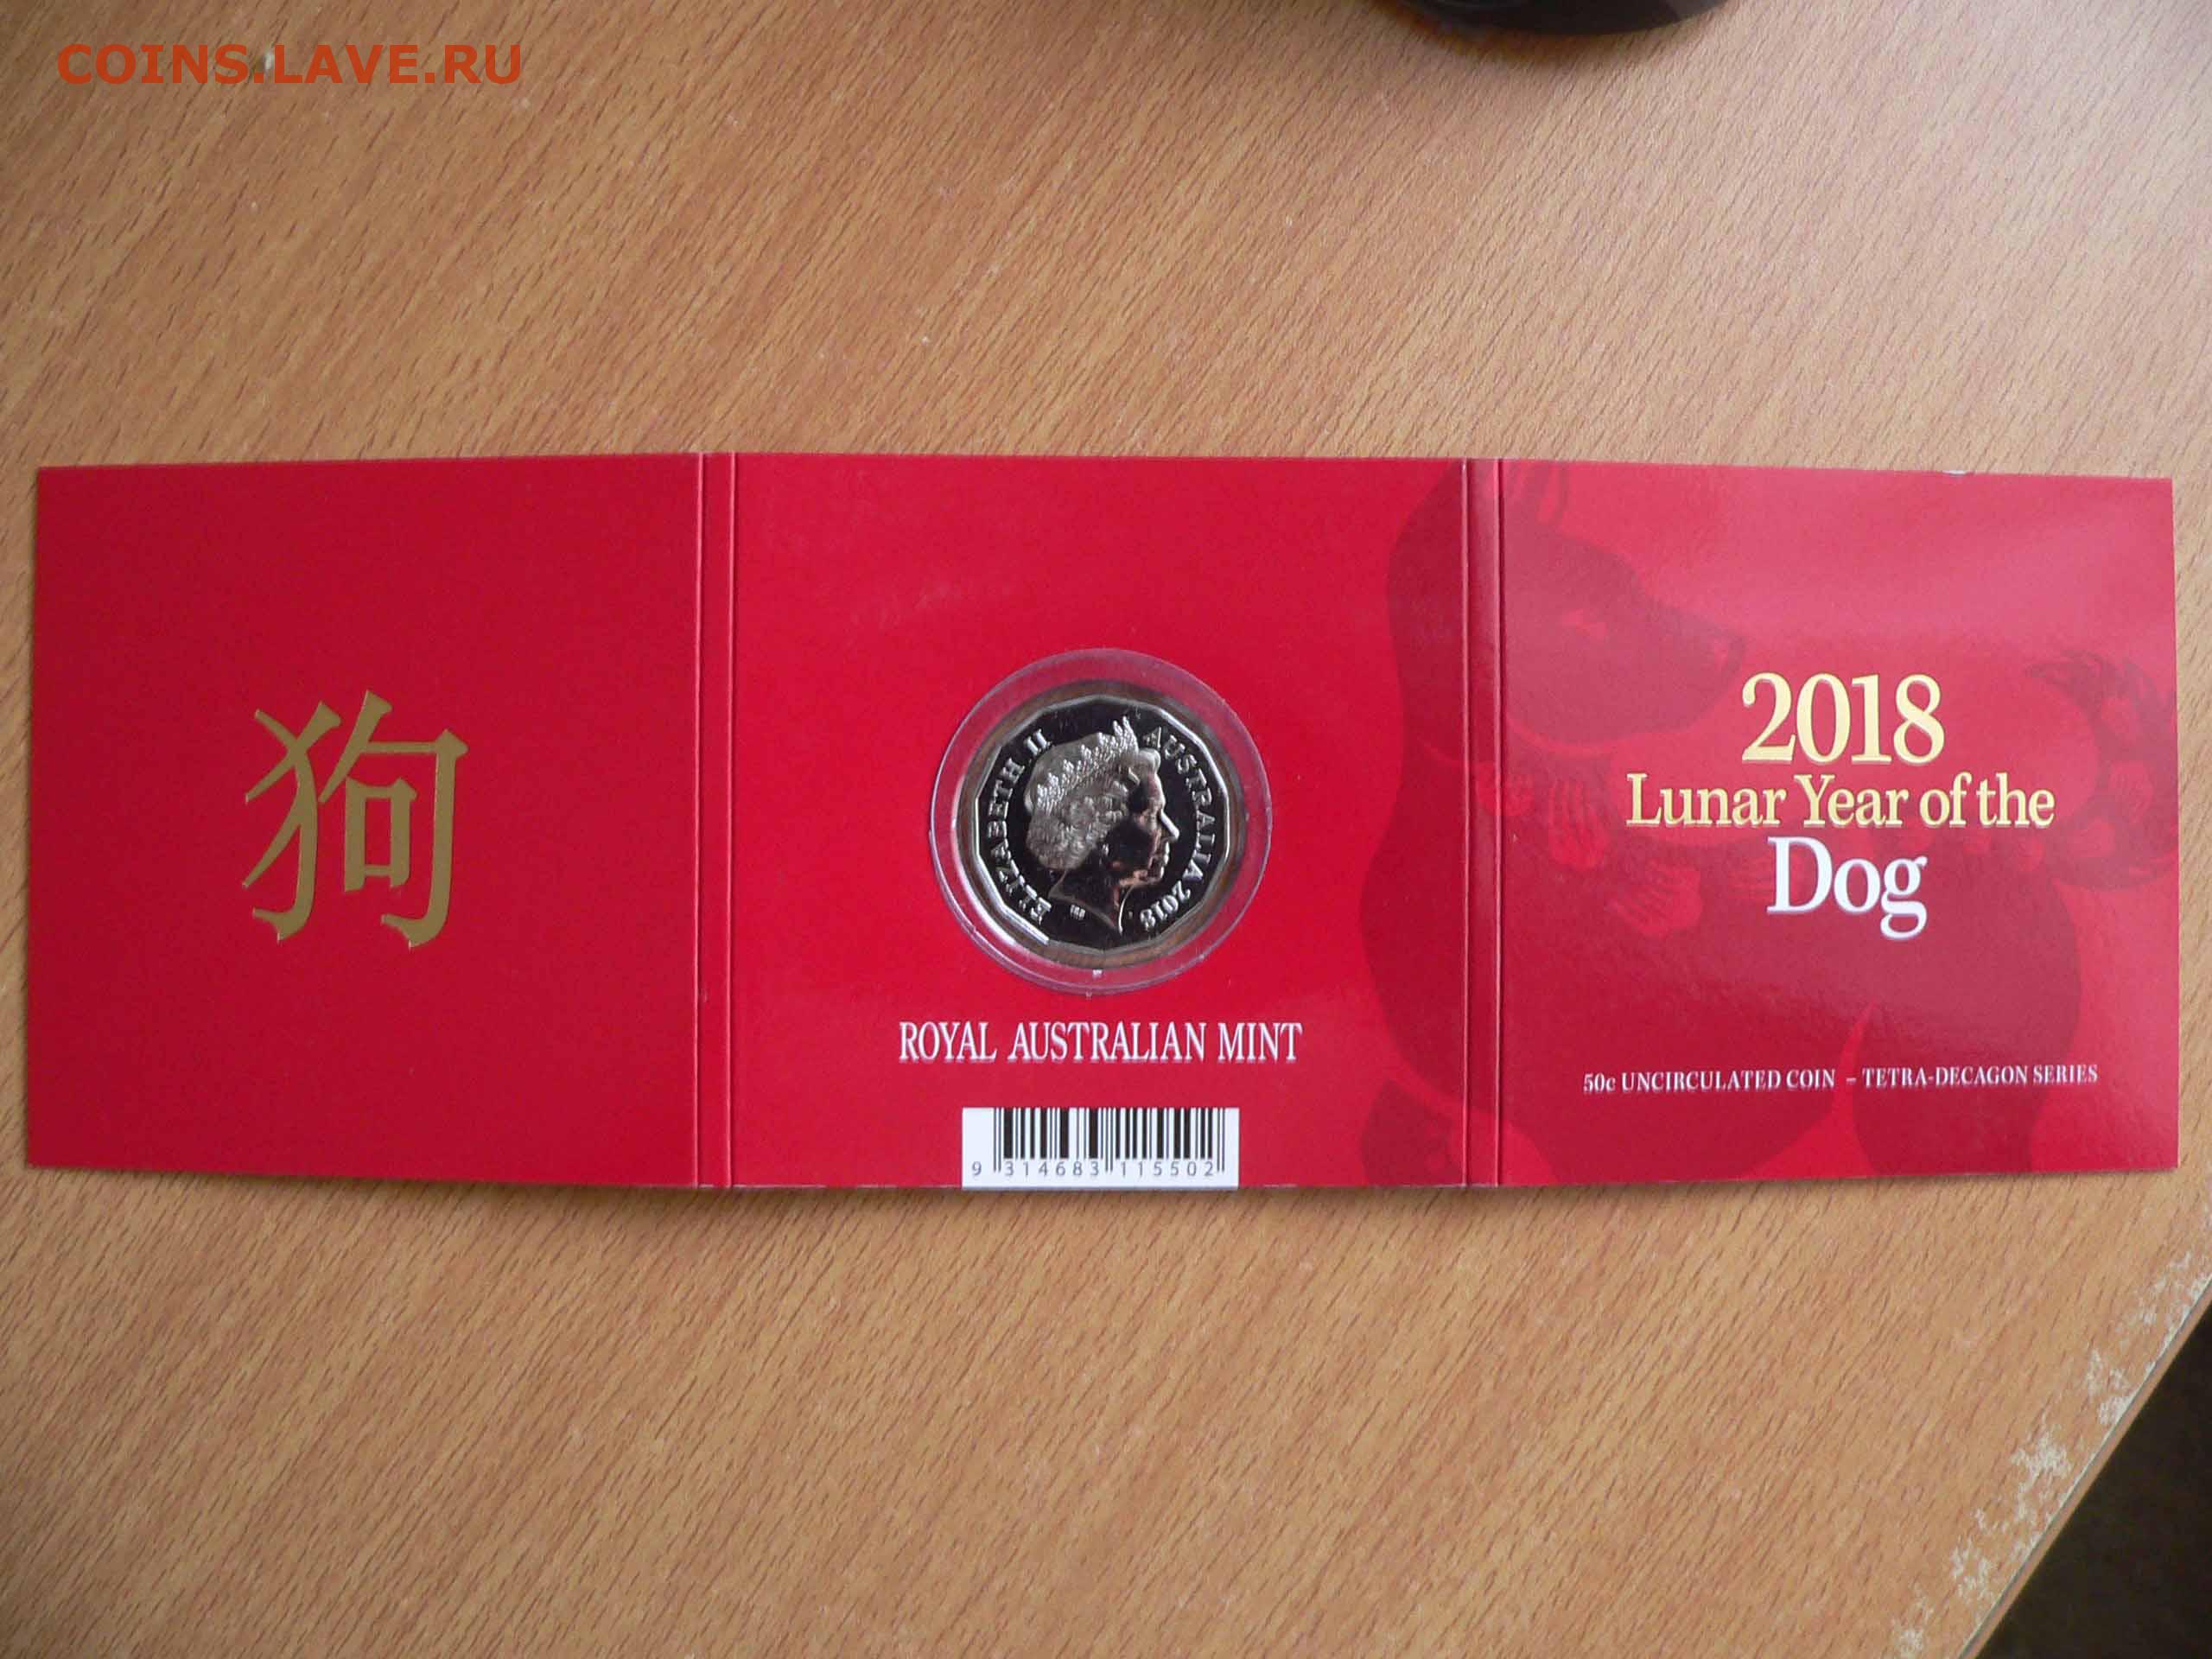 COINS.LAVE.RU
狗
ELIZABETH II
AUSTRALIA 2018
IRB
ROYAL AUSTRALIAN MINT
9 314683 115502
2018
Lunar Year of the
Dog
50c UNCIRCULATED COIN – TETRA-DECAGON SERIES